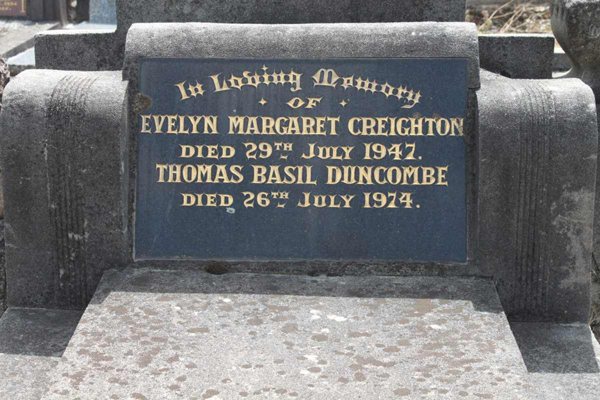 In Loving Memory
OF
EVELYN MARGARET CREIGHTON
DIED 29TH JULY 1947.
THOMAS BASIL DUNCOMBE
DIED 26TH JULY 1974.